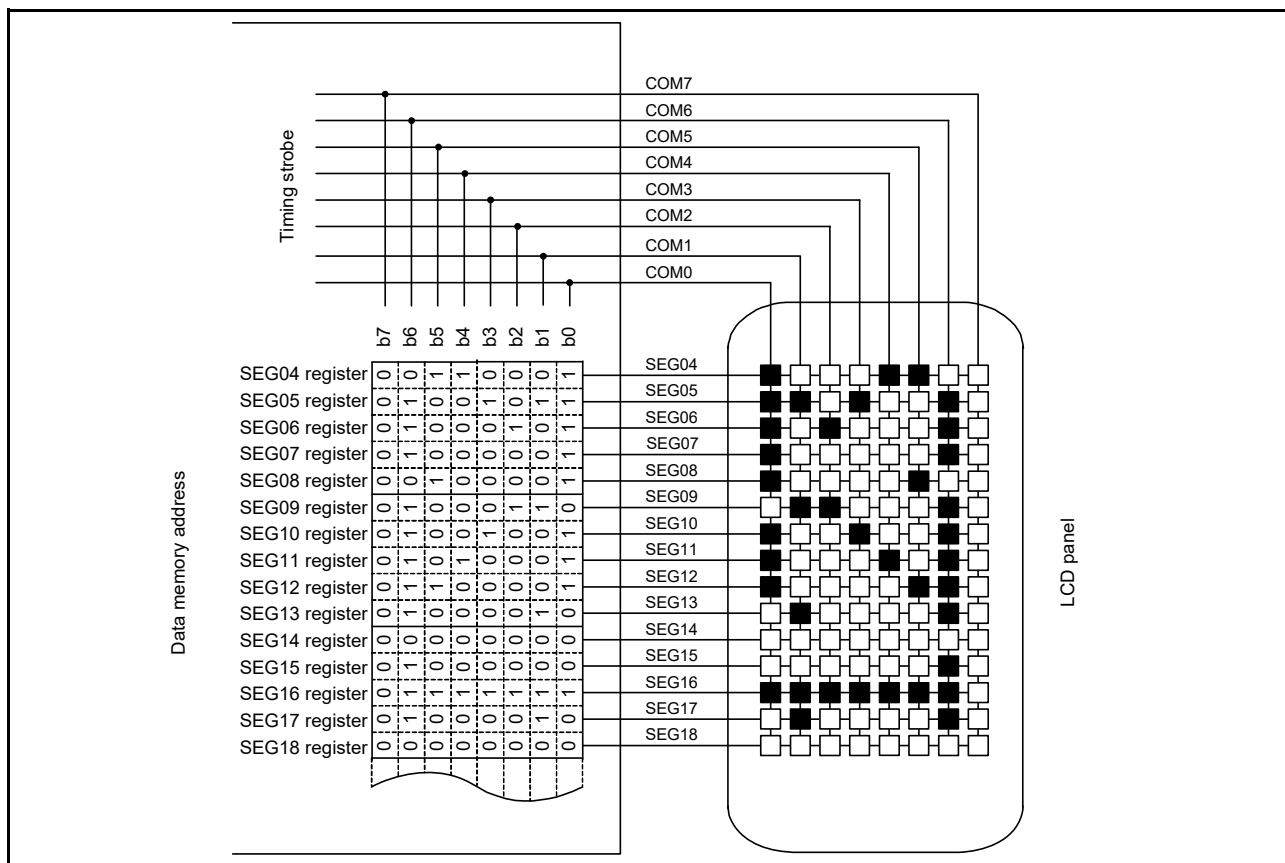 COM7
COM6
COM5
COM4
COM3
COM2
COM1
COM0
Timing strobe
b7 b6 b5 b4 b3 b2 b1 b0
Data memory address
SEG04 register 0 0 1 1 0 0 0 1 SEG04
SEG05 register 0 1 0 0 1 0 1 1 SEG05
SEG06 register 0 1 0 0 0 1 0 1 SEG06
SEG07 register 0 1 0 0 0 0 0 1 SEG07
SEG08 register 0 0 1 0 0 0 0 1 SEG08
SEG09 register 0 1 0 0 0 1 1 0 SEG09
SEG10 register 0 1 0 0 1 0 0 1 SEG10
SEG11 register 0 1 0 1 0 0 0 1 SEG11
SEG12 register 0 1 1 0 0 0 0 1 SEG12
SEG13 register 0 1 0 0 0 0 1 0 SEG13
SEG14 register 0 0 0 0 0 0 0 0 SEG14
SEG15 register 0 1 0 0 0 0 0 0 SEG15
SEG16 register 0 1 1 1 1 1 1 1 SEG16
SEG17 register 0 1 0 0 0 0 1 0 SEG17
SEG18 register 0 0 0 0 0 0 0 0 SEG18
LCD panel